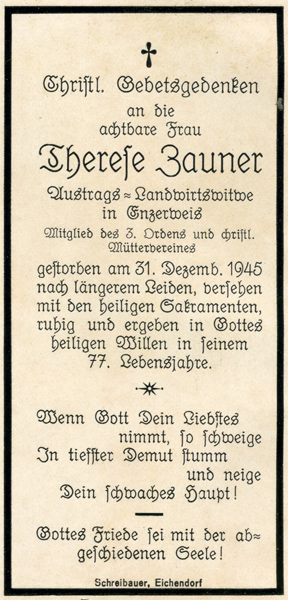 Christl. Gebetsgedenken
an die
achtbare Frau
Therese Zauner
Austrags=Landwirtswitwe
in Enzerweis
Mitglied des 3. Ordens und christl.
Müttervereines
gestorben am 31. Dezemb. 1945
nach längerem Leiden, versehen
mit den heiligen Sakramenten,
ruhig und ergeben in Gottes
heiligen Willen in seinem
77. Lebensjahre.
Wenn Gott Dein Liebstes
nimmt, so schweige
In tiefster Demut stumm
und neige
Dein schwaches Haupt!
Gottes Friede sei mit der ab=
geschiedenen Seele!
Schreibauer, Eichendorf